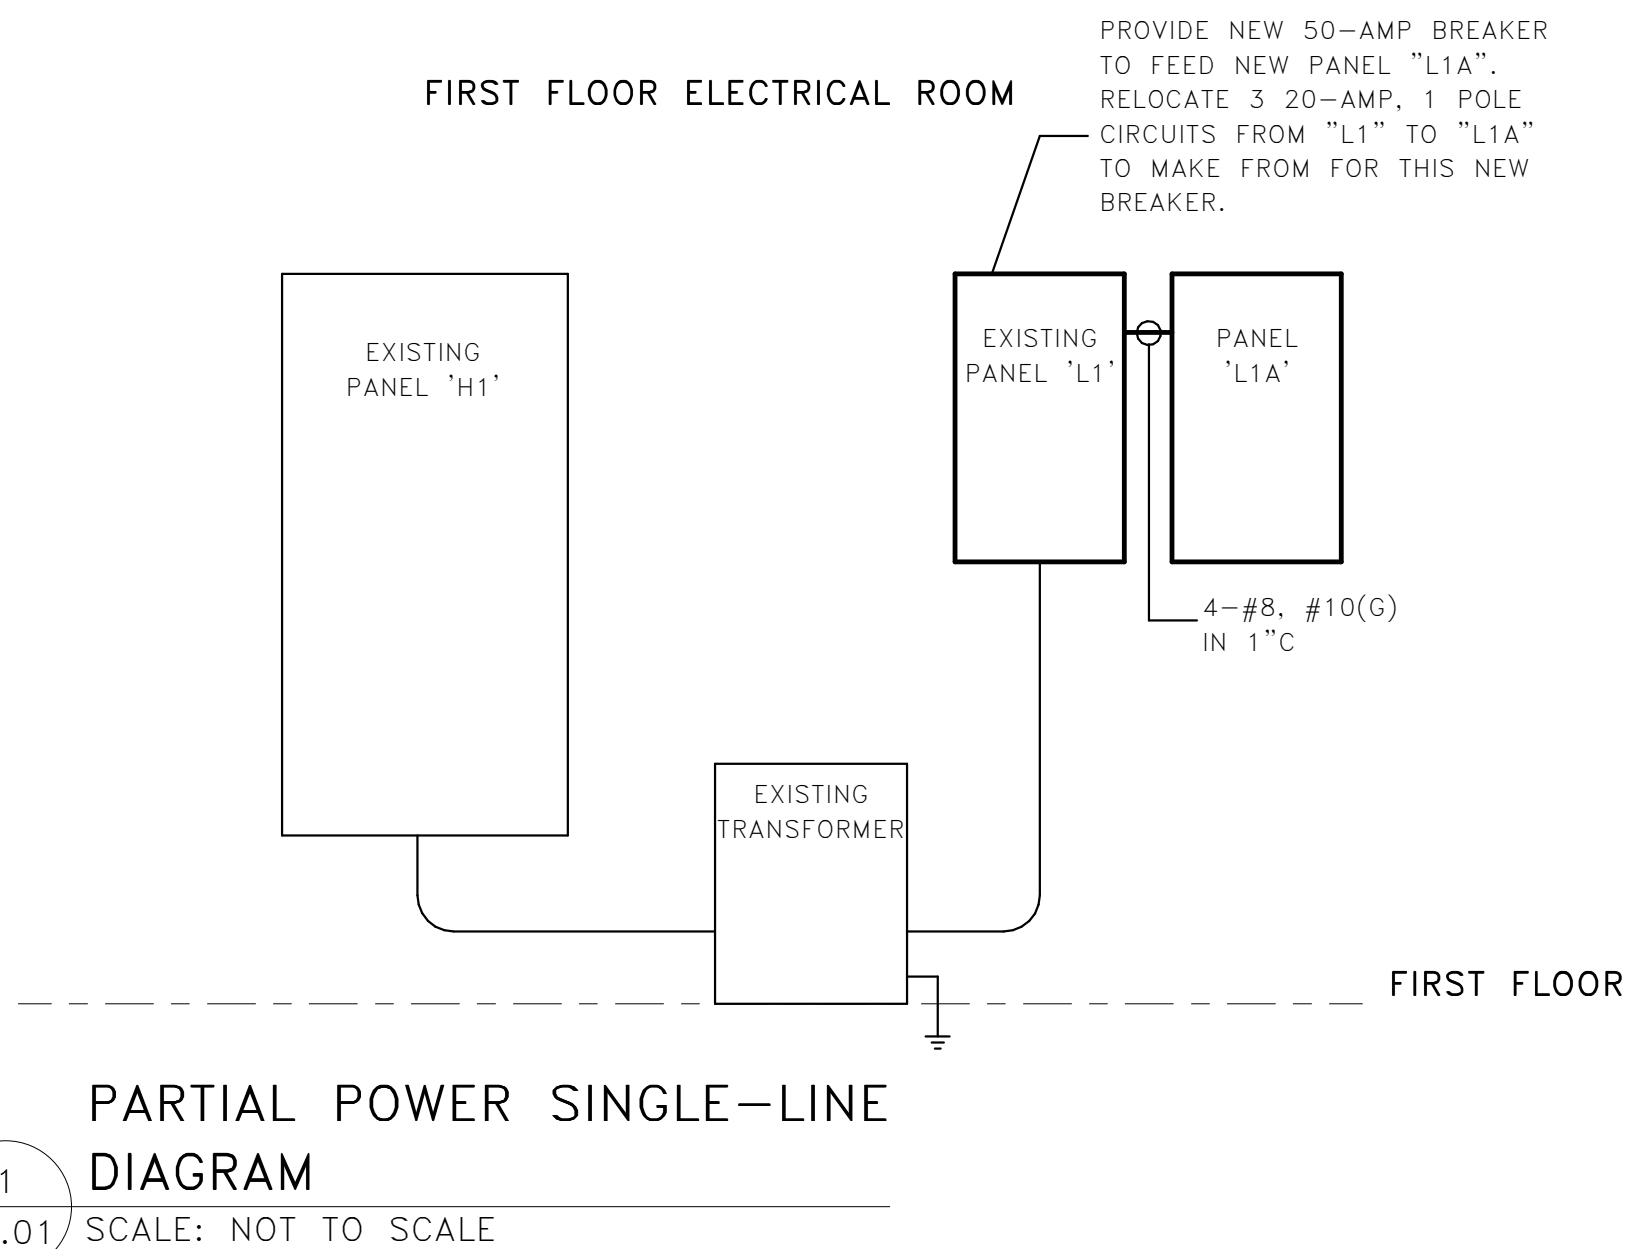 PROVIDE NEW 50-AMP BREAKER
TO FEED NEW PANEL "L1A".
RELOCATE 3 20-AMP, 1 POLE
CIRCUITS FROM "L1" TO "L1A"
TO MAKE FROM FOR THIS NEW
BREAKER.
FIRST FLOOR ELECTRICAL ROOM
EXISTING
PANEL 'H1'
EXISTING
PANEL 'L1'
PANEL
'L1A'
4-#8, #10(G)
IN 1"C
EXISTING
TRANSFORMER
FIRST FLOOR
PARTIAL POWER SINGLE-LINE
DIAGRAM
1
.01
SCALE: NOT TO SCALE